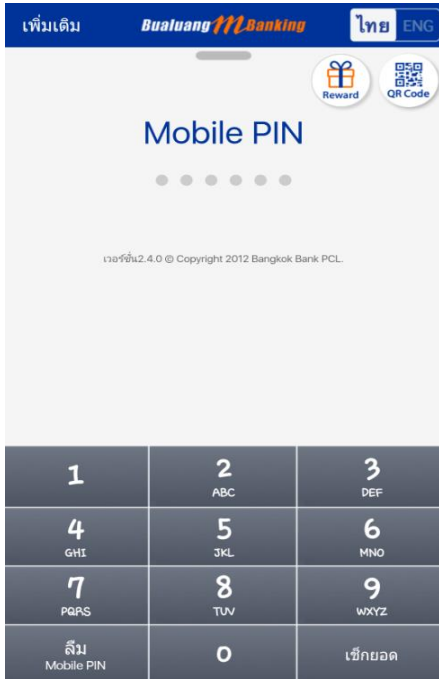 เพิ่มเติม
Bualuang mBanking
ไทย ENG
Reward
QR Code
Mobile PIN
เวอร์ชั่น2.4.0 © Copyright 2012 Bangkok Bank PCL.
1
2
ABC
3
DEF
4
GHI
5
JKL
6
MNO
7
PQRS
8
TUV
9
WXYZ
ลืม
Mobile PIN
0
เช็กยอด